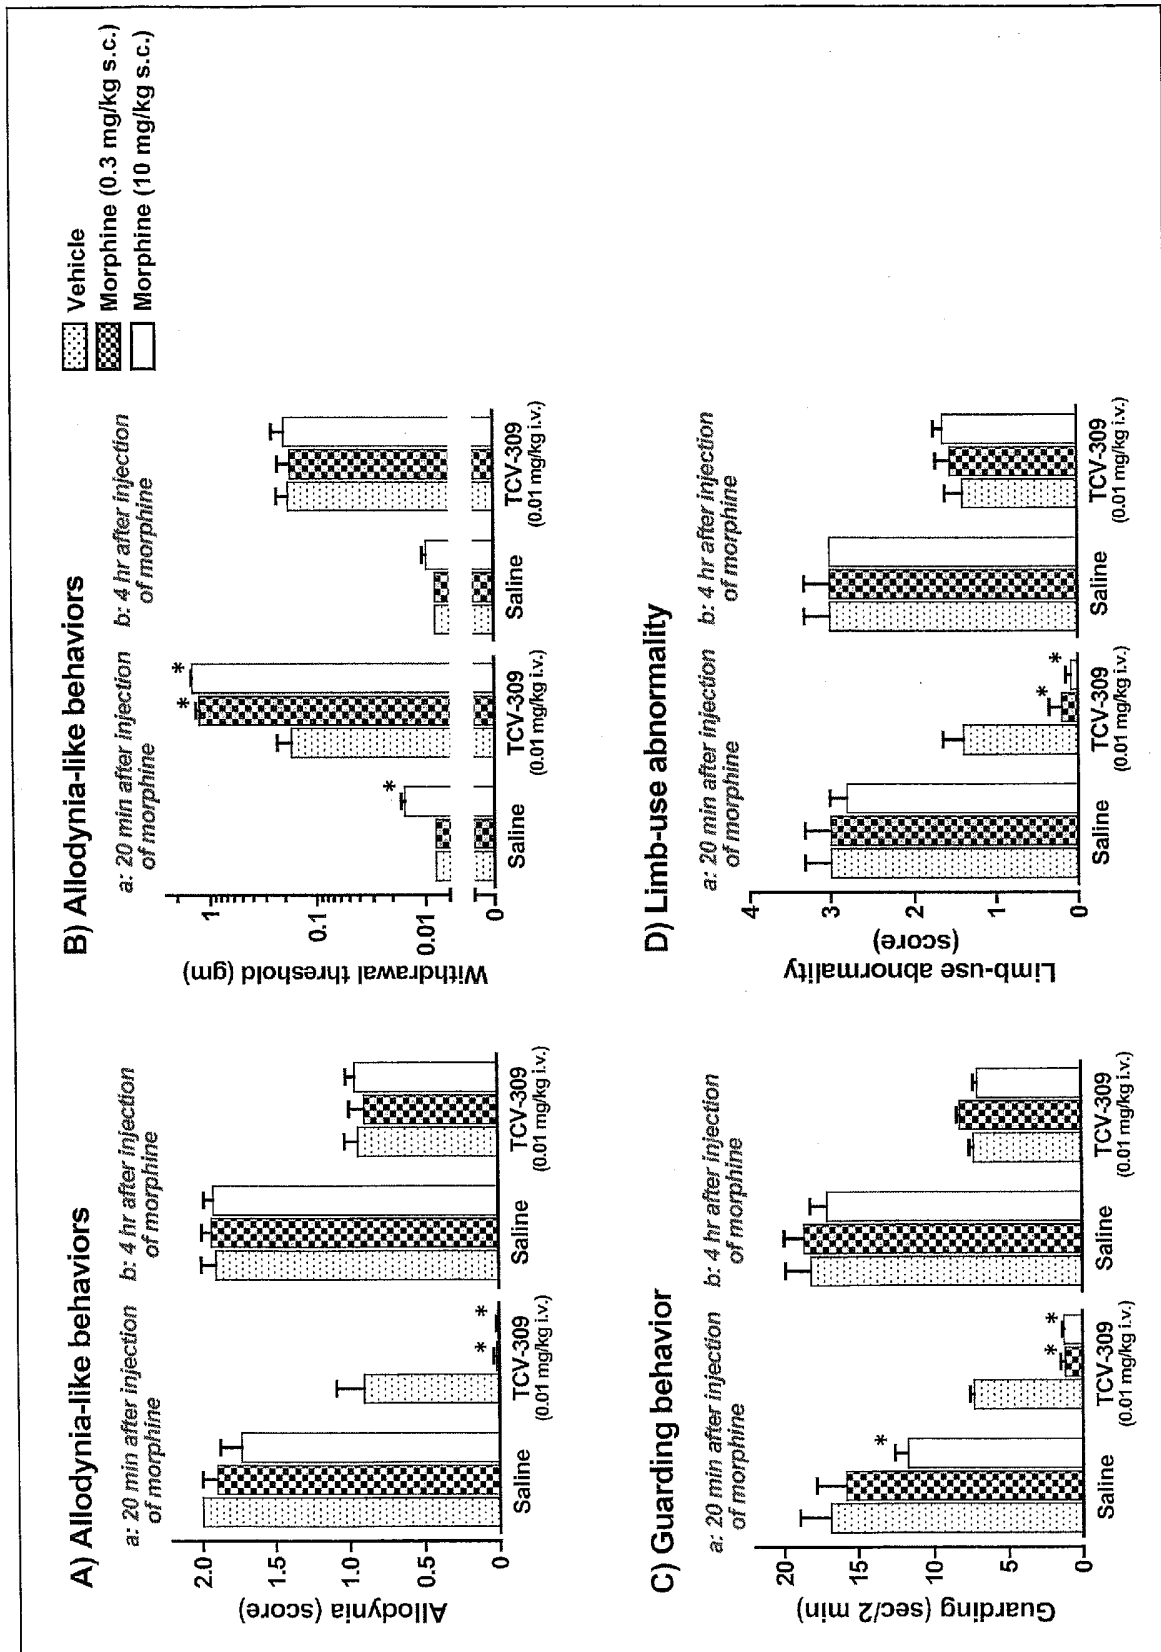 Vehicle
Morphine (0.3 mg/kg s.c.)
Morphine (10 mg/kg s.c.)
A) Allodynia-like behaviors
a: 20 min after injection
of morphine
b: 4 hr after injection
of morphine
Allodynia (score)
2.0
1.0
0.5
0
*
*
Saline
TCV-309
(0.01 mg/kg i.v.)
Saline
TCV-309
(0.01 mg/kg i.v.)
B) Allodynia-like behaviors
a: 20 min after injection
of morphine
b: 4 hr after injection
of morphine
Withdrawal threshold (gm)
1
0.1
0.01
0
*
*
*
Saline
TCV-309
(0.01 mg/kg i.v.)
Saline
TCV-309
(0.01 mg/kg i.v.)
C) Guarding behavior
a: 20 min after injection
of morphine
b: 4 hr after injection
of morphine
Guarding (sec/2 min)
20
15
10
5
0
*
*
*
Saline
TCV-309
(0.01 mg/kg i.v.)
Saline
TCV-309
(0.01 mg/kg i.v.)
D) Limb-use abnormality
a: 20 min after injection
of morphine
b: 4 hr after injection
of morphine
Limb-use abnormality
(score)
4
3
2
1
0
*
*
Saline
TCV-309
(0.01 mg/kg i.v.)
Saline
TCV-309
(0.01 mg/kg i.v.)